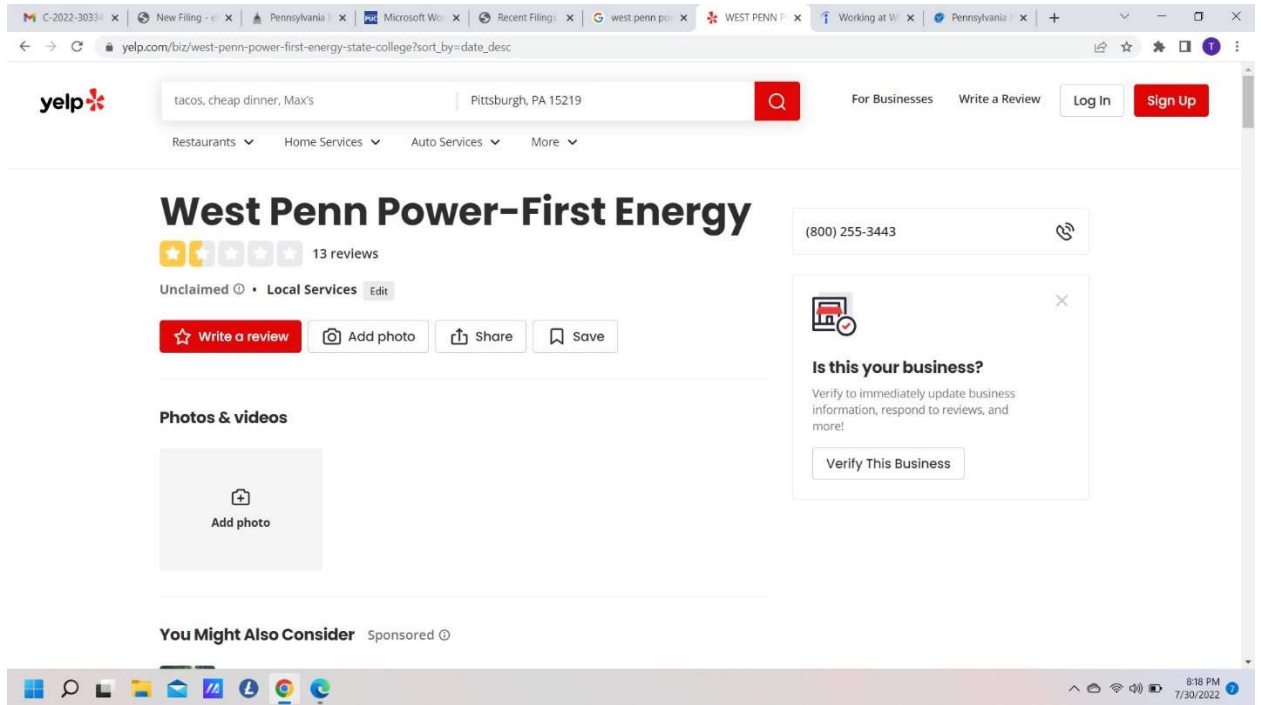 C-2022-30334
New Filing - e
Pennsylvania
Microsoft Wor
Recent Filings
west penn po
WEST PENN P
Working at W
Pennsylvania
yelp.com/biz/west-penn-power-first-energy-state-college?sort_by=date_desc
T
yelp
tacos, cheap dinner, Max's
Pittsburgh, PA 15219
For Businesses
Write a Review
Log In
Sign Up
Restaurants
Home Services
Auto Services
More
West Penn Power-First Energy
(800) 255-3443
13 reviews
Unclaimed • Local Services Edit
Write a review
Add photo
Share
Save
Is this your business?
Verify to immediately update business
information, respond to reviews, and
more!
Verify This Business
Photos & videos
Add photo
You Might Also Consider Sponsored
8:18 PM
7/30/2022
7